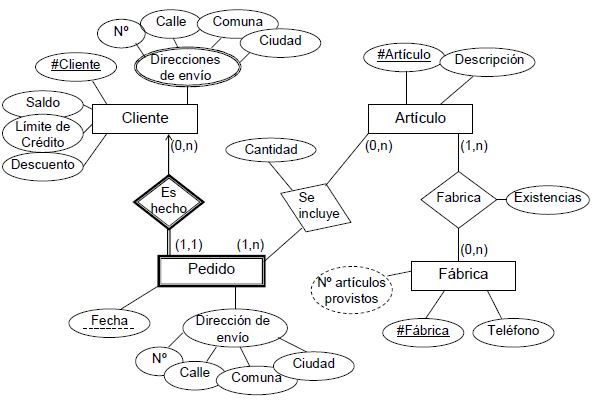 Calle
Comuna
Nº
Ciudad
Direcciones
de envío
#Cliente
#Artículo
Descripción
Saldo
Límite de
Crédito
Descuento
Cliente
Artículo
(0,n)
Cantidad
(0,n)
(1,n)
Es
hecho
Se
incluye
Fabrica
Existencias
(1,1)
(1,n)
(0,n)
Pedido
Nº artículos
provistos
Fábrica
Fecha
Dirección de
envío
#Fábrica
Teléfono
Nº
Calle
Comuna
Ciudad